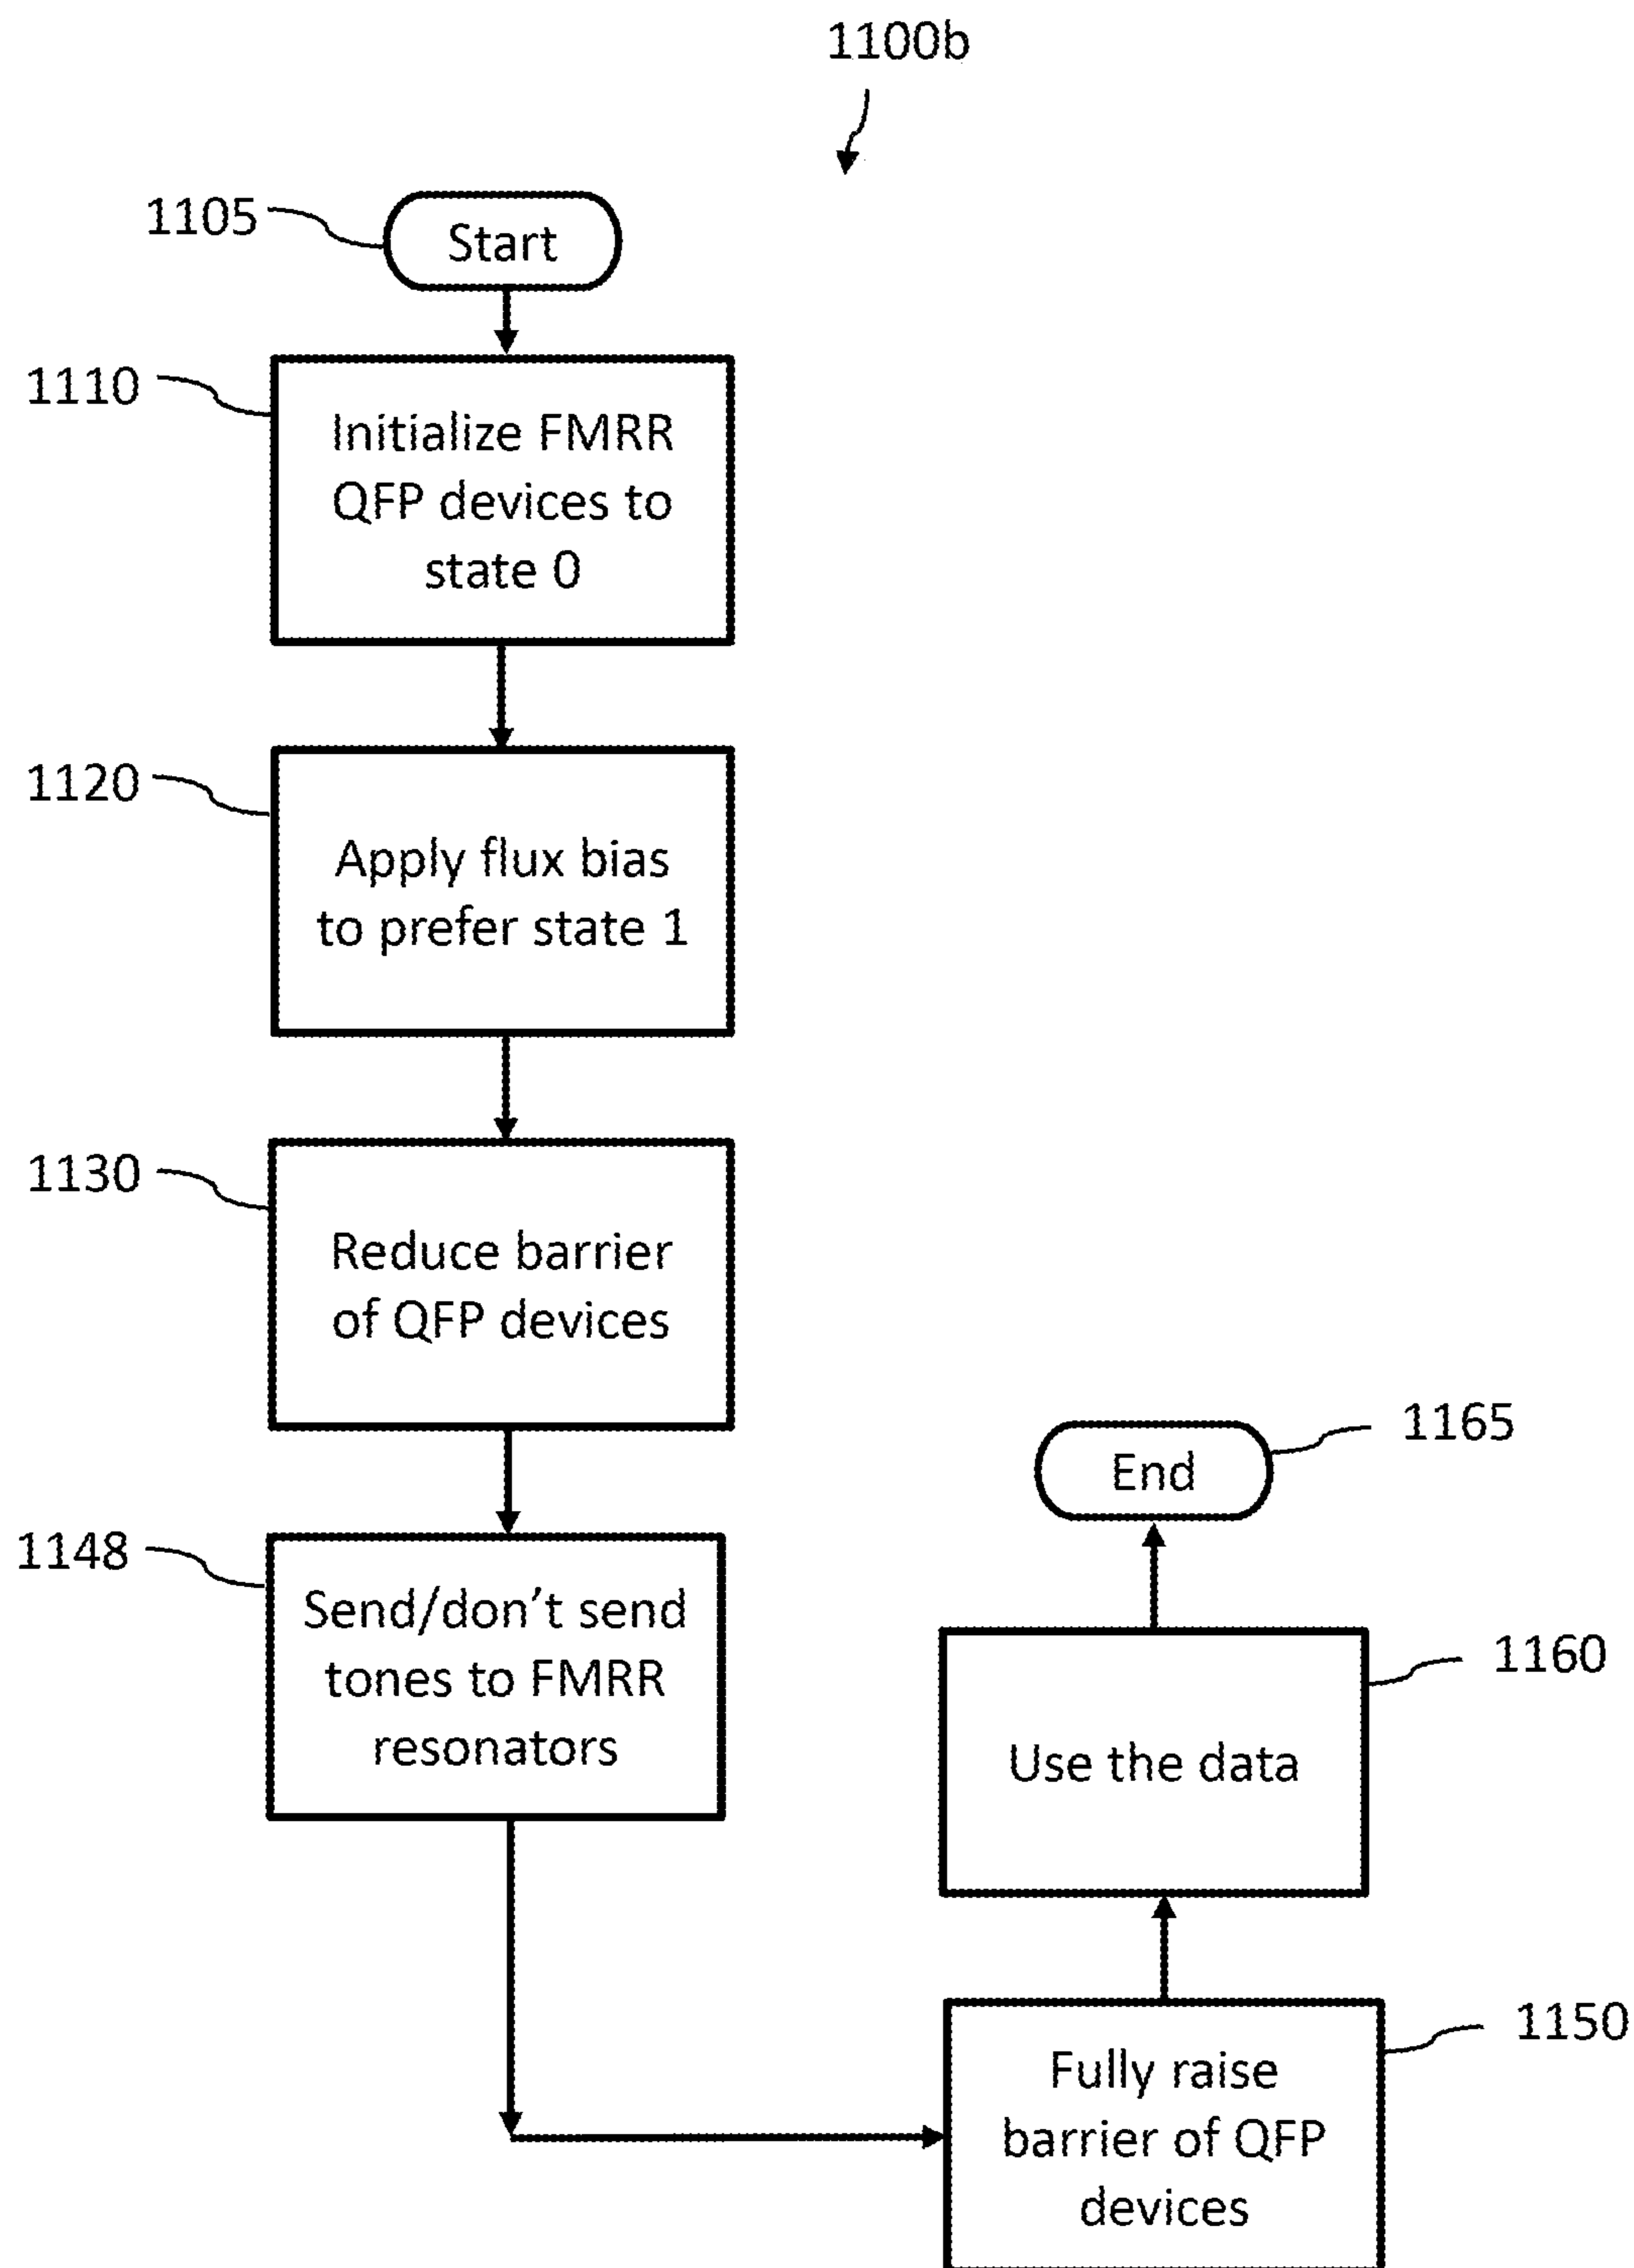 1100b
1105
Start
1110
Initialize FMRR
QFP devices to
state 0
1120
Apply flux bias
to prefer state 1
1130
Reduce barrier
of QFP devices
1148
Send/don't send
tones to FMRR
resonators
1165
End
1160
Use the data
1150
Fully raise
barrier of QFP
devices